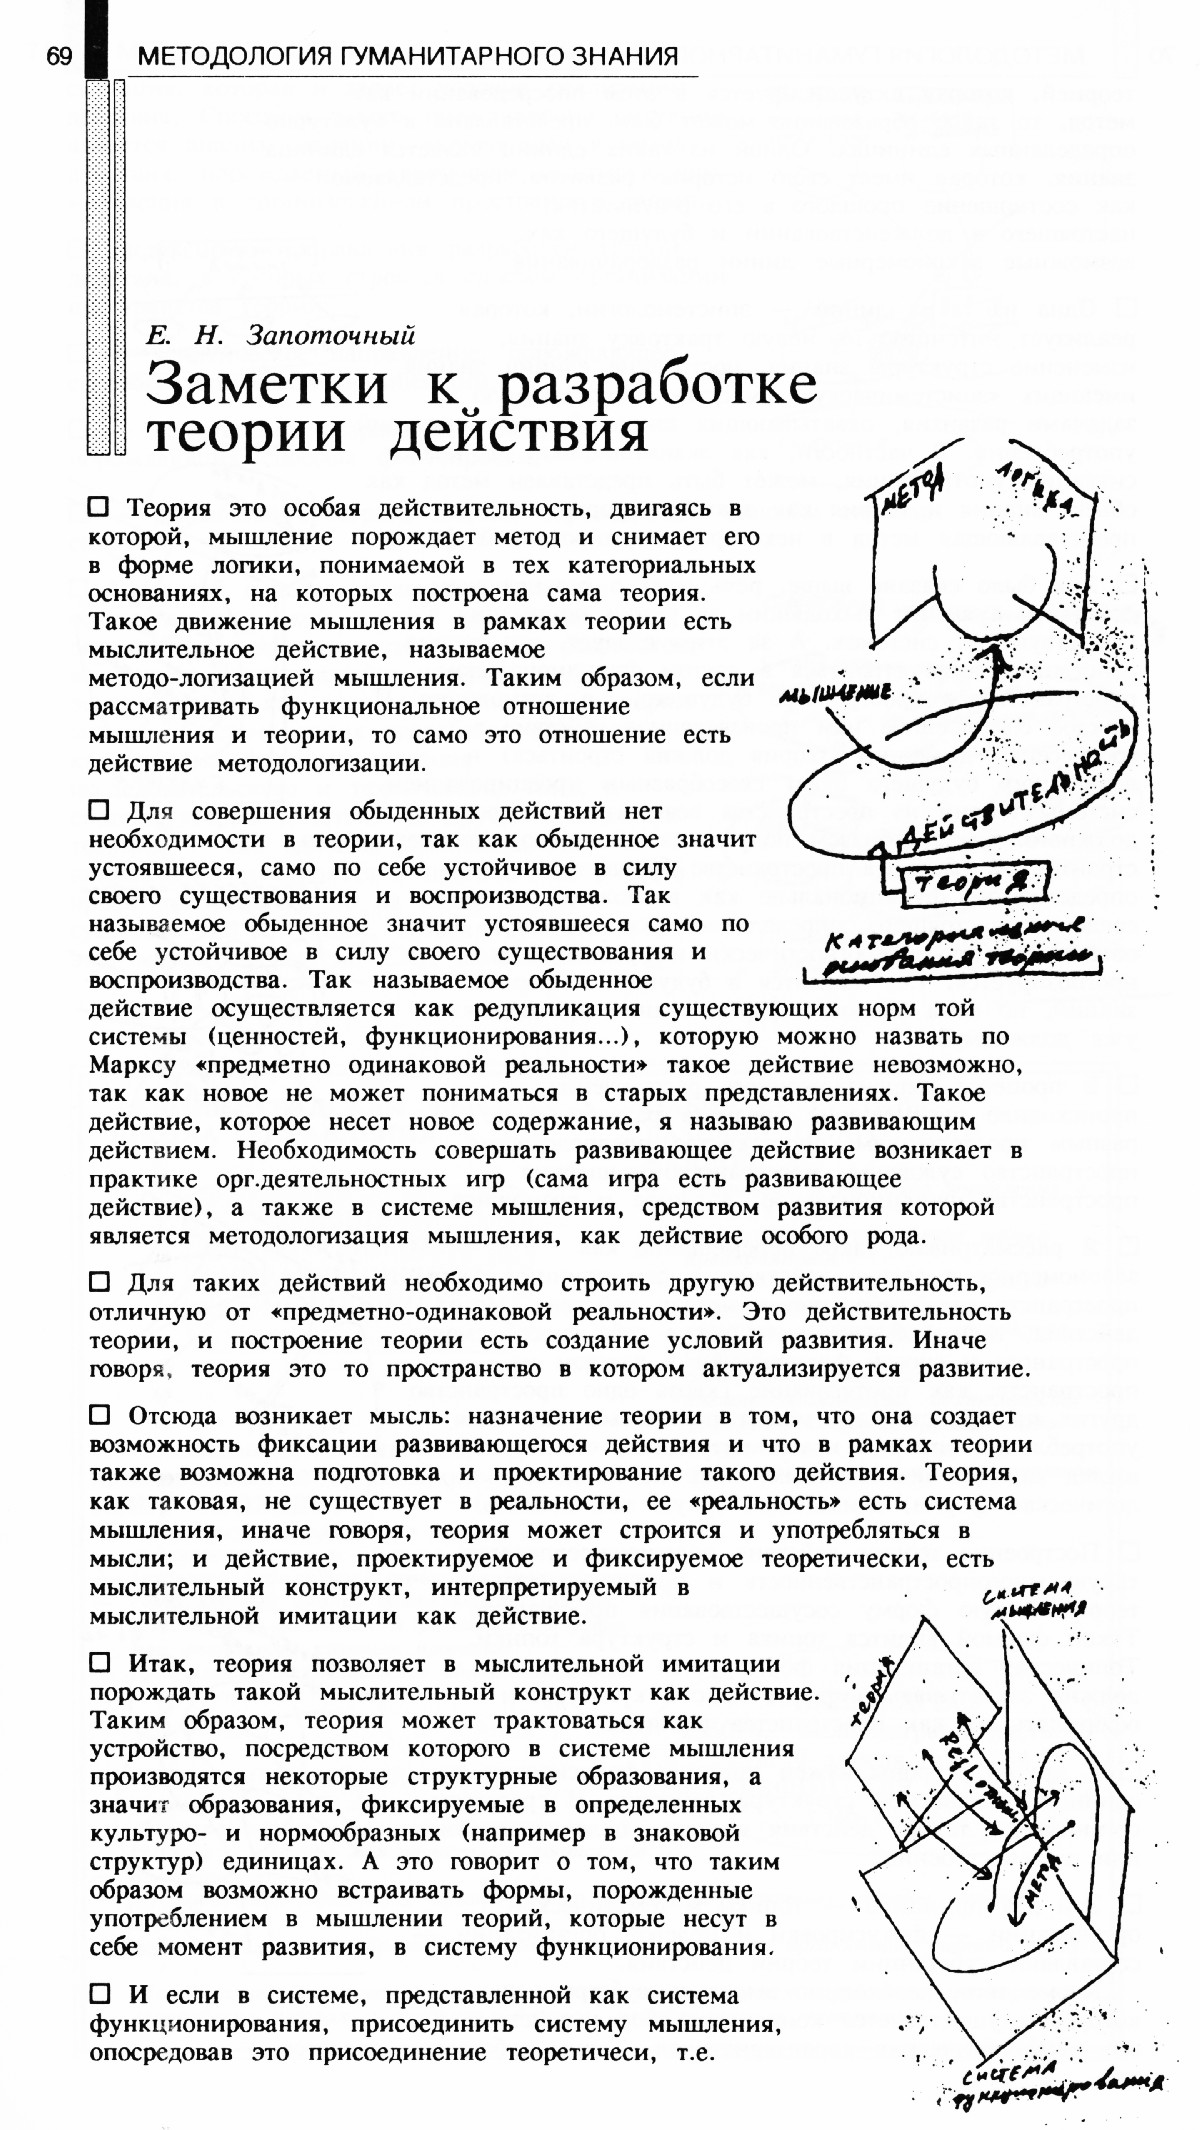 69 МЕТОДОЛОГИЯ ГУМАНИТАРНОГО ЗНАНИЯ
Е. Н. Запоточный
Заметки к разработке
теории действия
☐ Теория это особая действительность, двигаясь в
которой, мышление порождает метод и снимает его
в форме логики, понимаемой в тех категориальных
основаниях, на которых построена сама теория.
Такое движение мышления в рамках теории есть
мыслительное действие, называемое
методо-логизацией мышления. Таким образом, если
рассматривать функциональное отношение
мышления и теории, то само это отношение есть
действие методологизации.
МЕТОД
ЛОГИКА
МЫШЛЕНИЕ
ДЕЙСТВИТЕЛЬНОСТЬ
теория
Категориальные
основания теории
☐ Для совершения обыденных действий нет
необходимости в теории, так как обыденное значит
устоявшееся, само по себе устойчивое в силу
своего существования и воспроизводства. Так
называемое обыденное значит устоявшееся само по
себе устойчивое в силу своего существования и
воспроизводства. Так называемое обыденное
действие осуществляется как редупликация существующих норм той
системы (ценностей, функционирования...), которую можно назвать по
Марксу «предметно одинаковой реальности» такое действие невозможно,
так как новое не может пониматься в старых представлениях. Такое
действие, которое несет новое содержание, я называю развивающим
действием. Необходимость совершать развивающее действие возникает в
практике орг.деятельностных игр (сама игра есть развивающее
действие), а также в системе мышления, средством развития которой
является методологизация мышления, как действие особого рода.
☐ Для таких действий необходимо строить другую действительность,
отличную от «предметно-одинаковой реальности». Это действительность
теории, и построение теории есть создание условий развития. Иначе
говоря, теория это то пространство в котором актуализируется развитие.
☐ Отсюда возникает мысль: назначение теории в том, что она создает
возможность фиксации развивающегося действия и что в рамках теории
также возможна подготовка и проектирование такого действия. Теория,
как таковая, не существует в реальности, ее «реальность» есть система
мышления, иначе говоря, теория может строится и употребляться в
мысли; и действие, проектируемое и фиксируемое теоретически, есть
мыслительный конструкт, интерпретируемый в
мыслительной имитации как действие.
☐ Итак, теория позволяет в мыслительной имитации
порождать такой мыслительный конструкт как действие.
Таким образом, теория может трактоваться как
устройство, посредством которого в системе мышления
производятся некоторые структурные образования, а
значит образования, фиксируемые в определенных
культуро- и нормообразных (например в знаковой
структур) единицах. А это говорит о том, что таким
образом возможно встраивать формы, порожденные
употреблением в мышлении теорий, которые несут в
себе момент развития, в систему функционирования.
☐ И если в системе, представленной как система
функционирования, присоединить систему мышления,
опосредовав это присоединение теоретичеси, т.е.
СИСТЕМА
МЫШЛЕНИЯ
теория
МЕТОД
СИСТЕМА
функционирования